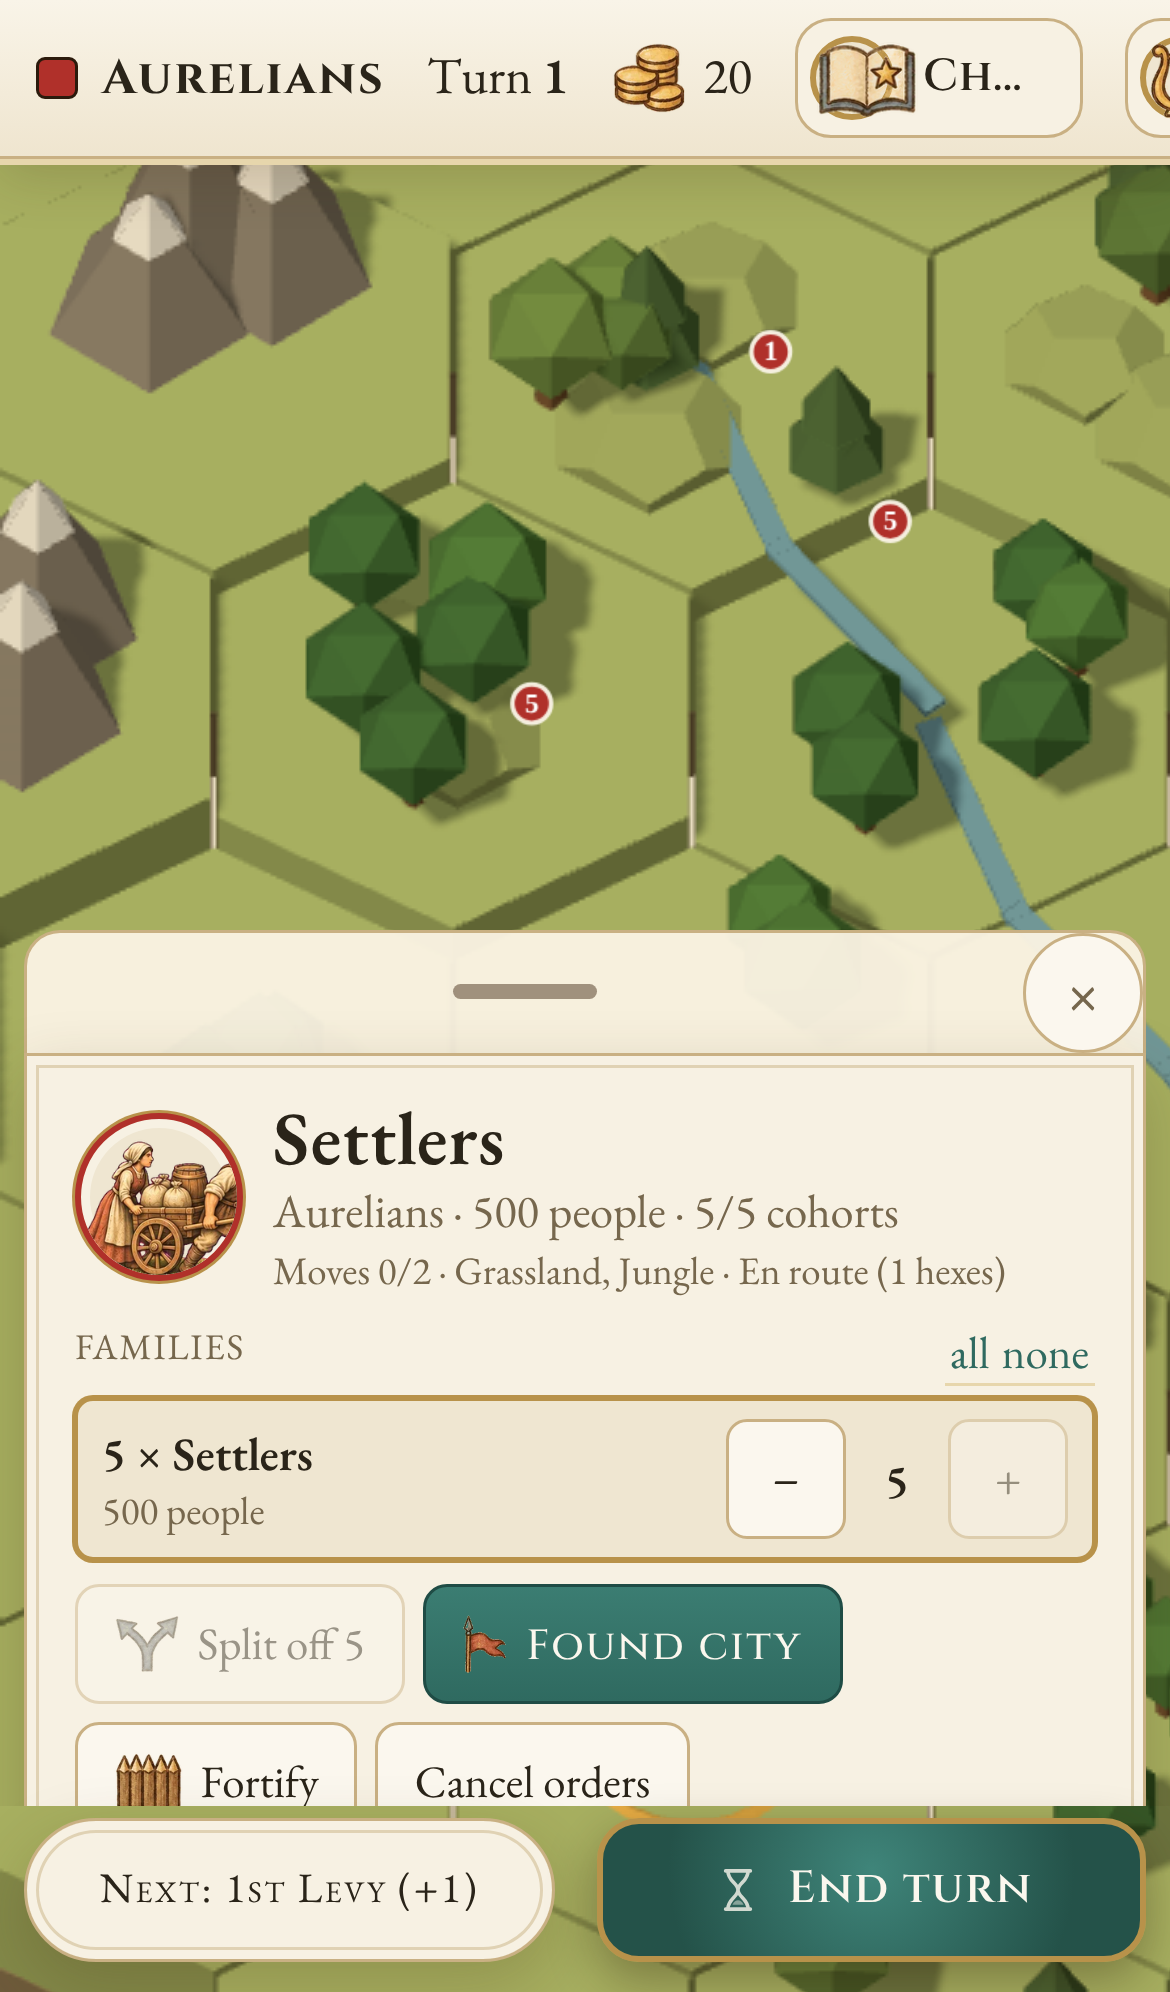 AURELIANS Turn 1 20 CH...
1
5
5
×
Settlers
Aurelians · 500 people · 5/5 cohorts
Moves 0/2 · Grassland, Jungle · En route (1 hexes)
FAMILIES all none
5 × Settlers
500 people
− 5 +
Split off 5 FOUND CITY
Fortify Cancel orders
NEXT: 1ST LEVY (+1) END TURN